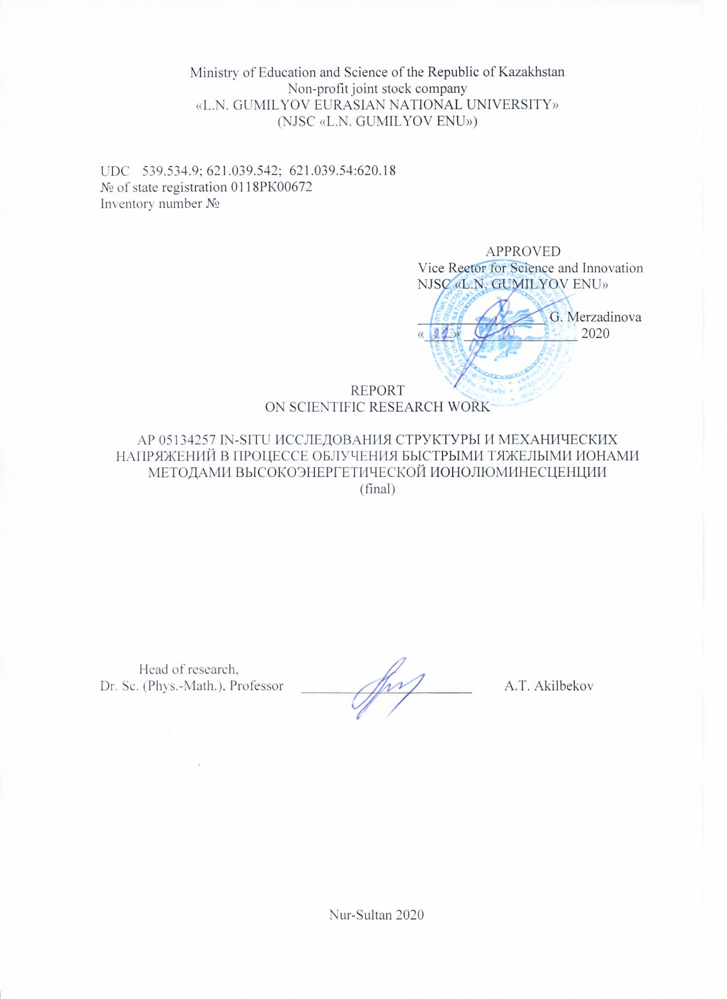 Ministry of Education and Science of the Republic of Kazakhstan
Non-profit joint stock company
«L.N. GUMILYOV EURASIAN NATIONAL UNIVERSITY»
(NJSC «L.N. GUMILYOV ENU»)
UDC 539.534.9; 621.039.542; 621.039.54:620.18
№ of state registration 0118РК00672
Inventory number №
APPROVED
Vice Rector for Science and Innovation
NJSC «L.N. GUMILYOV ENU»
G. Merzadinova
« » 2020
REPORT
ON SCIENTIFIC RESEARCH WORK
АР 05134257 IN-SITU ИССЛЕДОВАНИЯ СТРУКТУРЫ И МЕХАНИЧЕСКИХ
НАПРЯЖЕНИЙ В ПРОЦЕССЕ ОБЛУЧЕНИЯ БЫСТРЫМИ ТЯЖЕЛЫМИ ИОНАМИ
МЕТОДАМИ ВЫСОКОЭНЕРГЕТИЧЕСКОЙ ИОНОЛЮМИНЕСЦЕНЦИИ
(final)
Head of research,
Dr. Sc. (Phys.-Math.), Professor A.T. Akilbekov
Nur-Sultan 2020